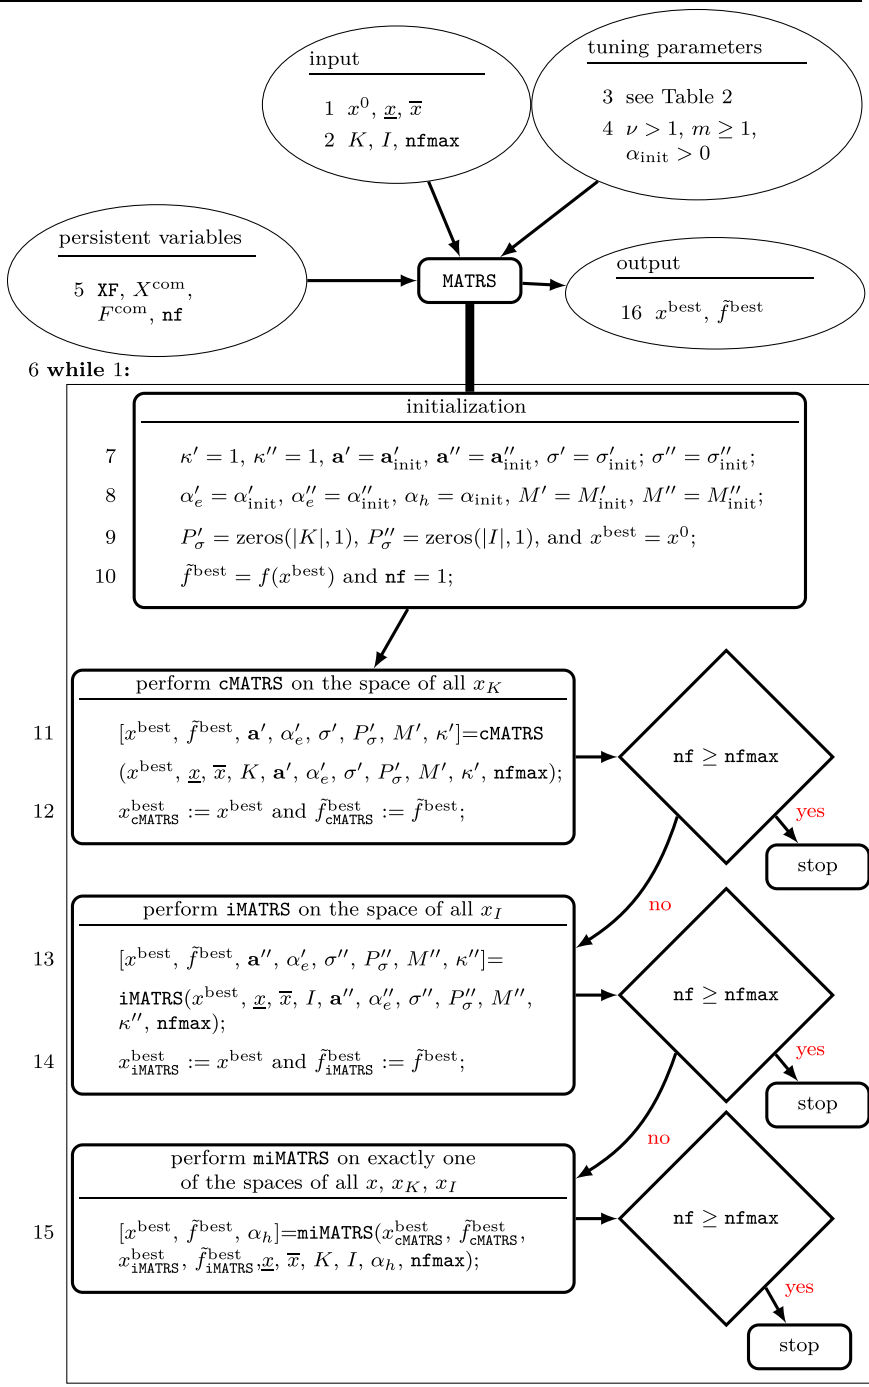 input
1 x⁰, x̲, x̅
2 K, I, nfmax
tuning parameters
3 see Table 2
4 ν > 1, m ≥ 1,
α_init > 0
persistent variables
5 XF, X^com,
F^com, nf
MATRS
output
16 x^best, f̃^best
6 while 1:
initialization
7 κ′ = 1, κ″ = 1, a′ = a′_init, a″ = a″_init, σ′ = σ′_init; σ″ = σ″_init;
8 α′_e = α′_init, α″_e = α″_init, α_h = α_init, M′ = M′_init, M″ = M″_init;
9 P′_σ = zeros(|K|, 1), P″_σ = zeros(|I|, 1), and x^best = x⁰;
10 f̃^best = f(x^best) and nf = 1;
perform cMATRS on the space of all x_K
11 [x^best, f̃^best, a′, α′_e, σ′, P′_σ, M′, κ′]=cMATRS
(x^best, x̲, x̅, K, a′, α′_e, σ′, P′_σ, M′, κ′, nfmax);
12 x^best_cMATRS := x^best and f̃^best_cMATRS := f̃^best;
nf ≥ nfmax
yes
stop
no
perform iMATRS on the space of all x_I
13 [x^best, f̃^best, a″, α′_e, σ″, P″_σ, M″, κ″]=
iMATRS(x^best, x̲, x̅, I, a″, α″_e, σ″, P″_σ, M″,
κ″, nfmax);
14 x^best_iMATRS := x^best and f̃^best_iMATRS := f̃^best;
nf ≥ nfmax
yes
stop
no
perform miMATRS on exactly one
of the spaces of all x, x_K, x_I
15 [x^best, f̃^best, α_h]=miMATRS(x^best_cMATRS, f̃^best_cMATRS,
x^best_iMATRS, f̃^best_iMATRS,x̲, x̅, K, I, α_h, nfmax);
nf ≥ nfmax
yes
stop